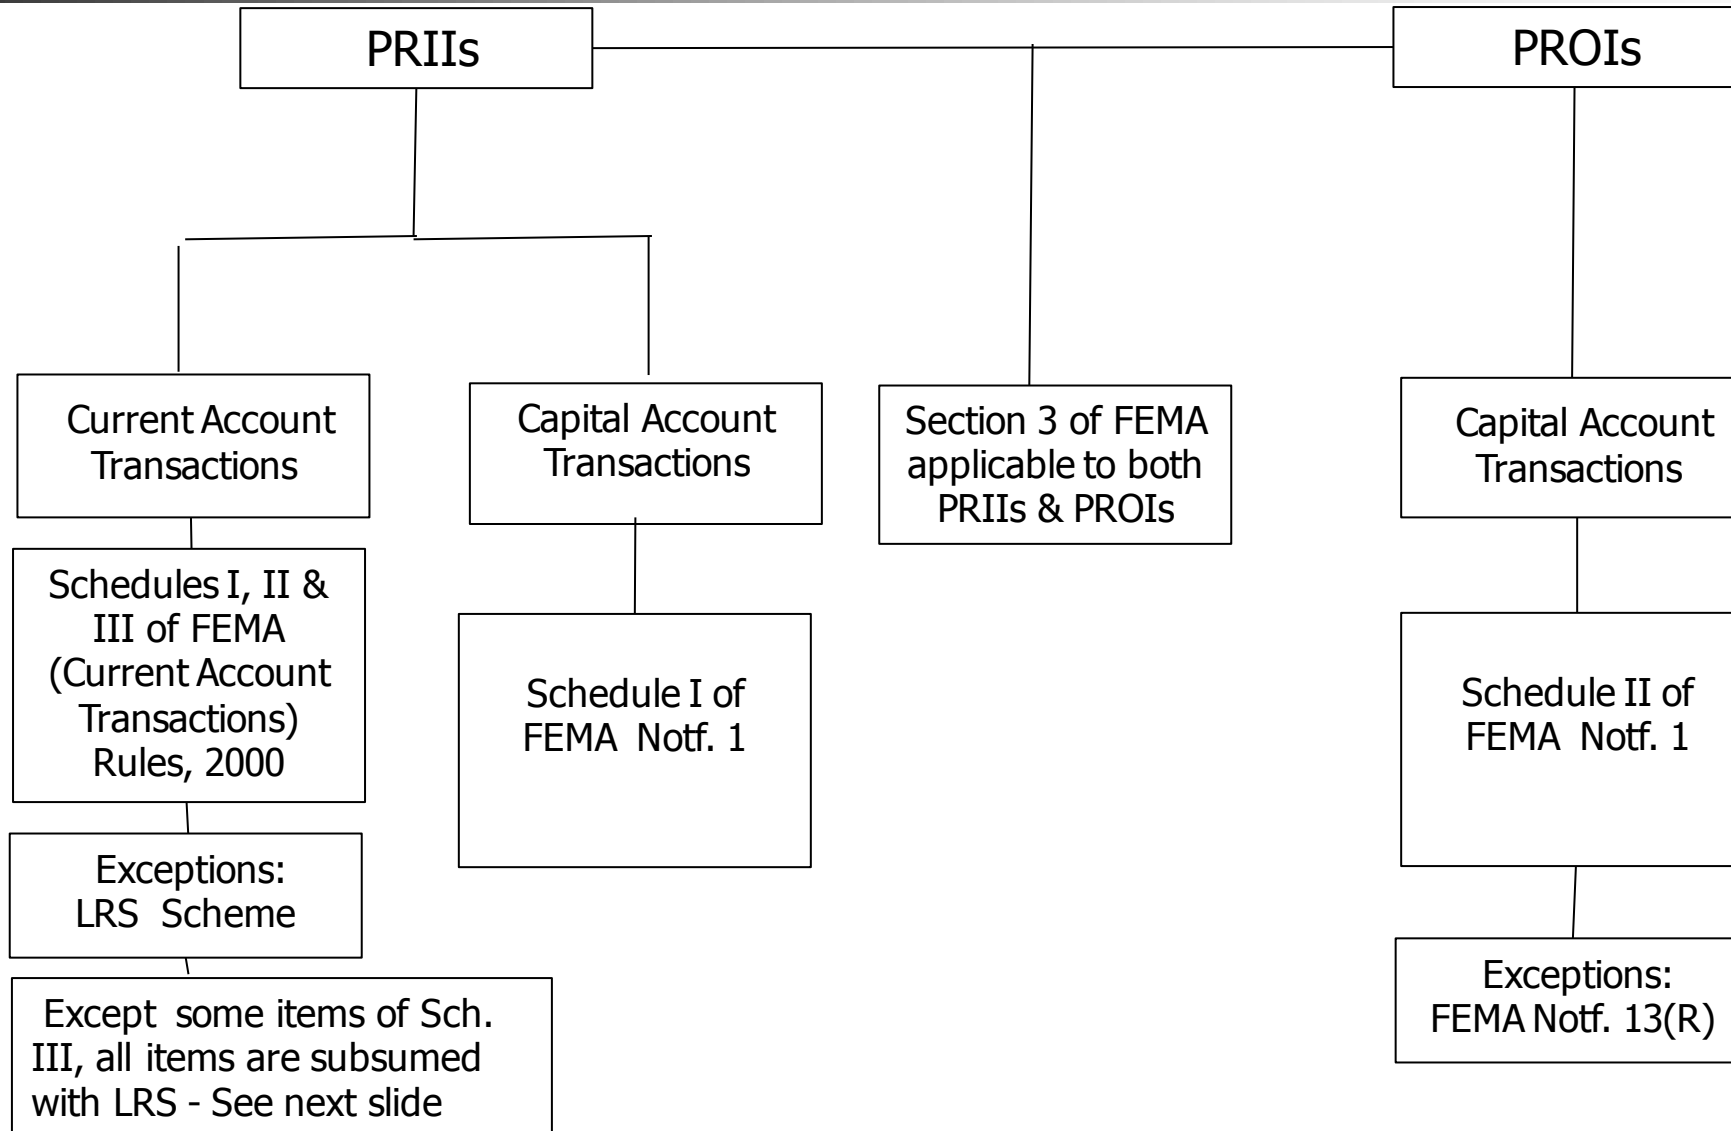 PRIIs
PROIs
Current Account
Transactions
Capital Account
Transactions
Section 3 of FEMA
applicable to both
PRIIs & PROIs
Capital Account
Transactions
Schedules I, II &
III of FEMA
(Current Account
Transactions)
Rules, 2000
Schedule I of
FEMA Notf. 1
Schedule II of
FEMA Notf. 1
Exceptions:
LRS Scheme
Exceptions:
FEMA Notf. 13(R)
Except some items of Sch.
III, all items are subsumed
with LRS - See next slide